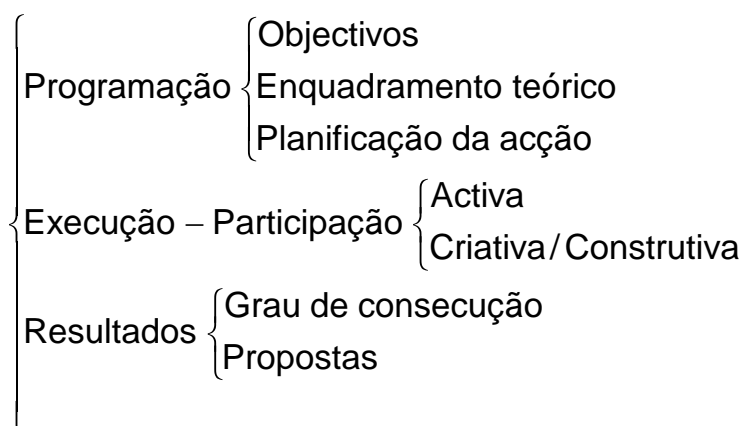 Objectivos
Programação Enquadramento teórico
Planificação da acção
Activa
Execução – Participação
Criativa/Construtiva
Grau de consecução
Resultados
Propostas